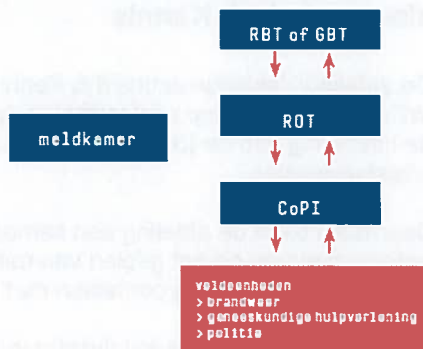 RBT of GBT
ROT
meldkamer
CoPI
veldeenheden
> brandweer
> geneeskundige hulpverlening
> politie